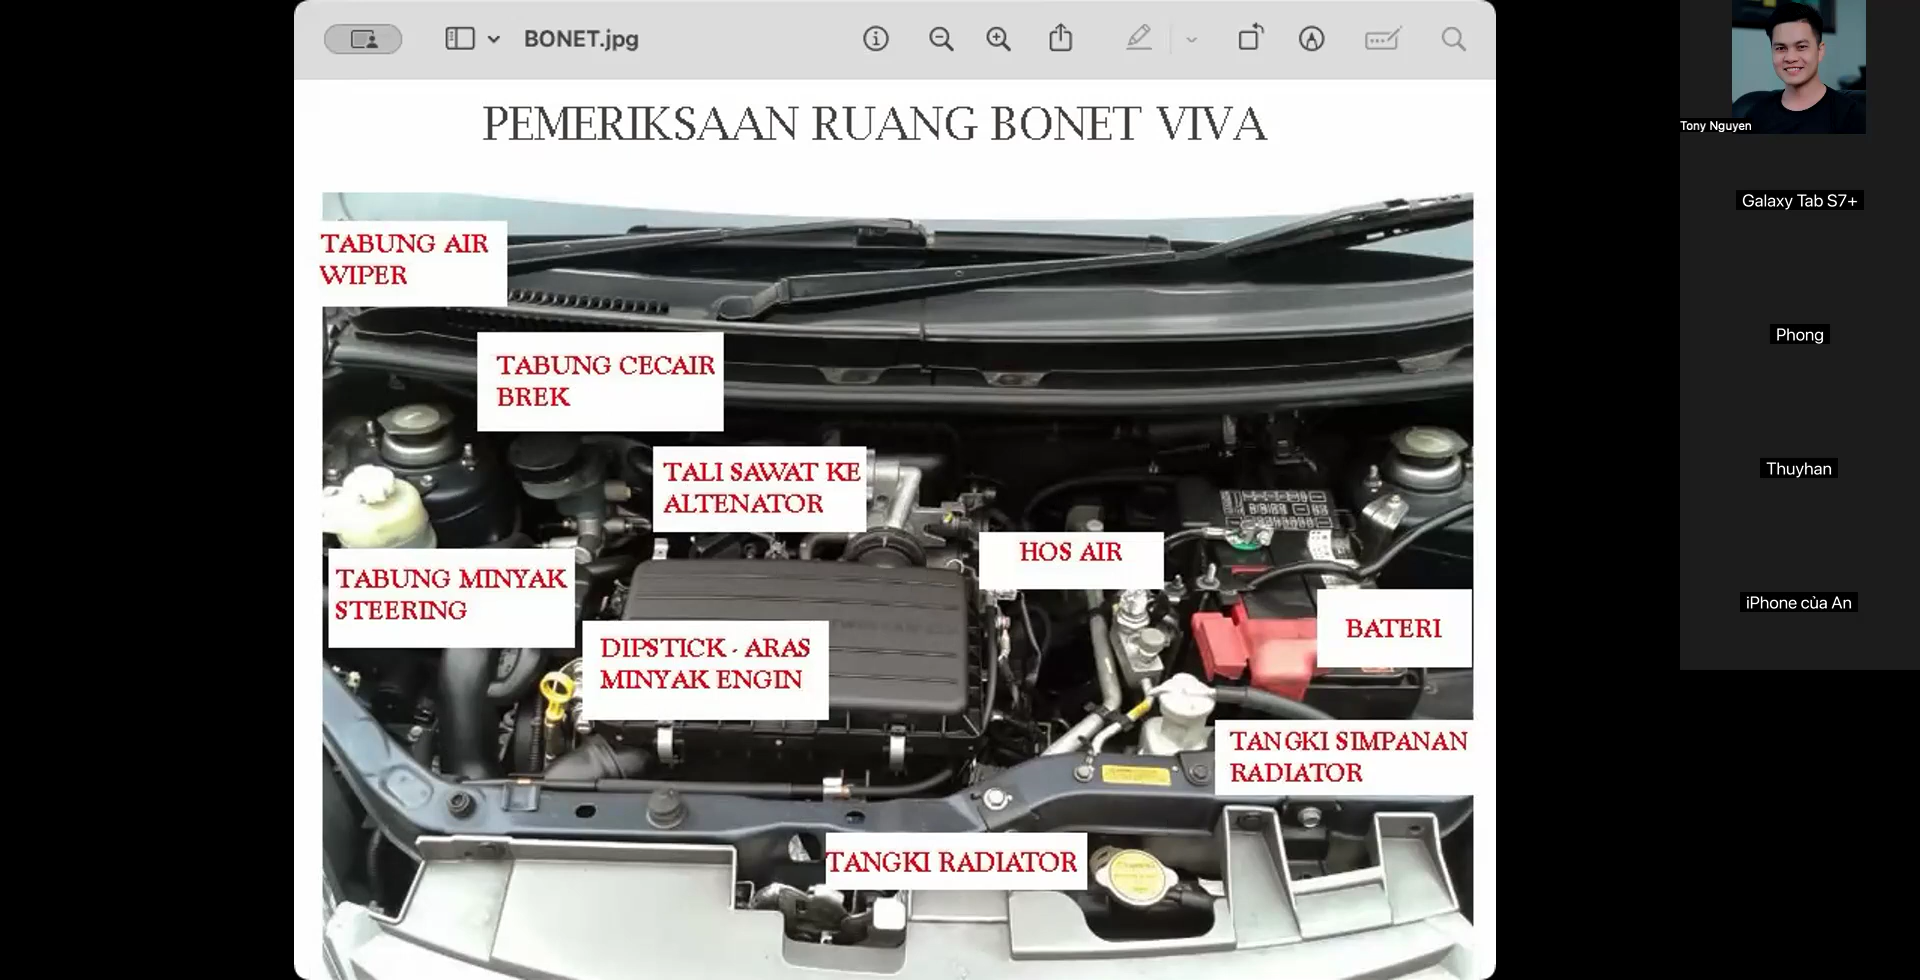 BONET.jpg
PEMERIKSAAN RUANG BONET VIVA
TABUNG AIR
WIPER
TABUNG CECAIR
BREK
TALI SAWAT KE
ALTENATOR
HOS AIR
TABUNG MINYAK
STEERING
DIPSTICK - ARAS
MINYAK ENGIN
BATERI
TANGKI SIMPANAN
RADIATOR
TANGKI RADIATOR
Tony Nguyen
Galaxy Tab S7+
Phong
Thuyhan
iPhone của An